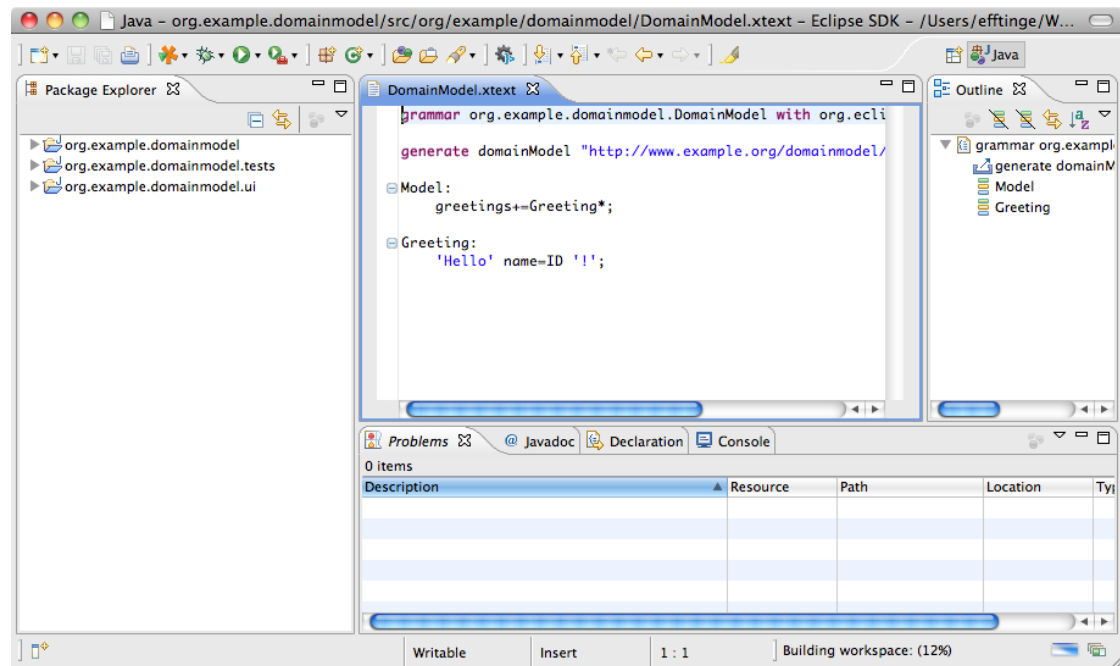 Java – org.example.domainmodel/src/org/example/domainmodel/DomainModel.xtext – Eclipse SDK – /Users/efftinge/W...
Java
Package Explorer
org.example.domainmodel
org.example.domainmodel.tests
org.example.domainmodel.ui
DomainModel.xtext
grammar org.example.domainmodel.DomainModel with org.ecli
generate domainModel "http://www.example.org/domainmodel/
Model:
greetings+=Greeting*;
Greeting:
'Hello' name=ID '!';
Outline
grammar org.exampl
generate domainM
Model
Greeting
Problems @ Javadoc Declaration Console
0 items
Description Resource Path Location Typ
Writable Insert 1 : 1 Building workspace: (12%)